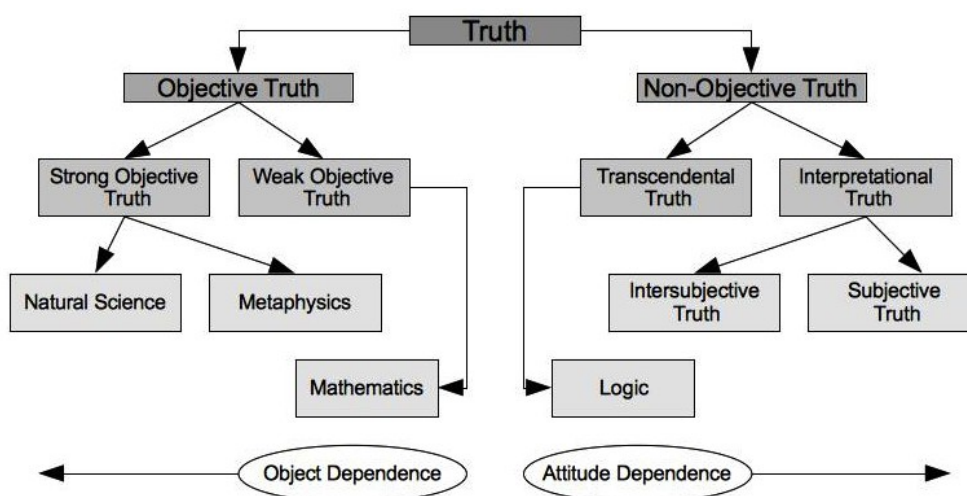 Truth
Objective Truth
Non-Objective Truth
Strong Objective
Truth
Weak Objective
Truth
Transcendental
Truth
Interpretational
Truth
Natural Science
Metaphysics
Intersubjective
Truth
Subjective
Truth
Mathematics
Logic
Object Dependence
Attitude Dependence